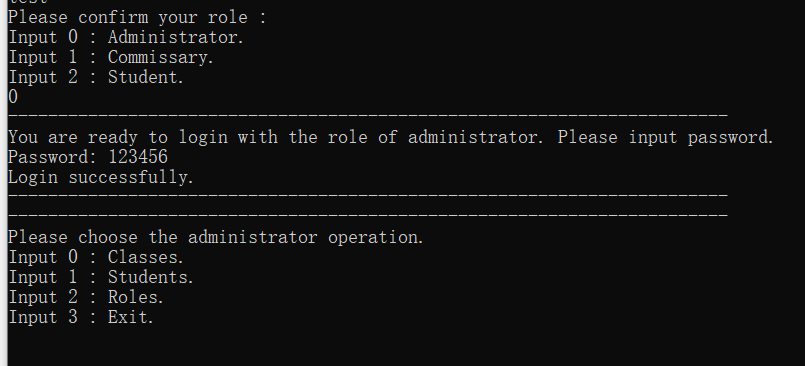 test
Please confirm your role :
Input 0 : Administrator.
Input 1 : Commissary.
Input 2 : Student.
0
------------------------------------------------------------------------
You are ready to login with the role of administrator. Please input password.
Password: 123456
Login successfully.
------------------------------------------------------------------------
------------------------------------------------------------------------
Please choose the administrator operation.
Input 0 : Classes.
Input 1 : Students.
Input 2 : Roles.
Input 3 : Exit.